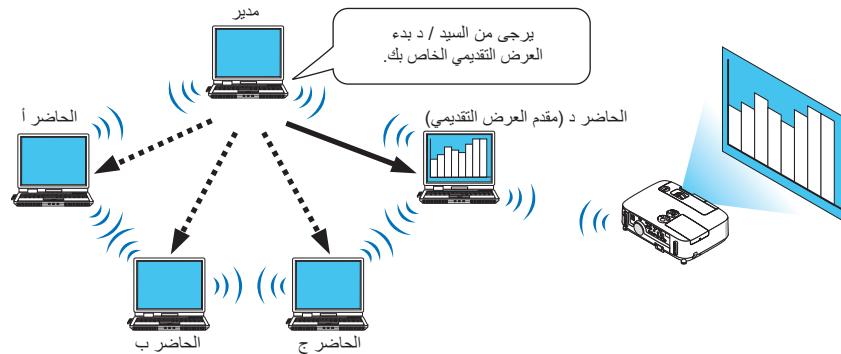 مدير
يرجى من السيد / د بدء
العرض التقديمي الخاص بك.
الحاضر أ
الحاضر د (مقدم العرض التقديمي)
الحاضر ب
الحاضر ج